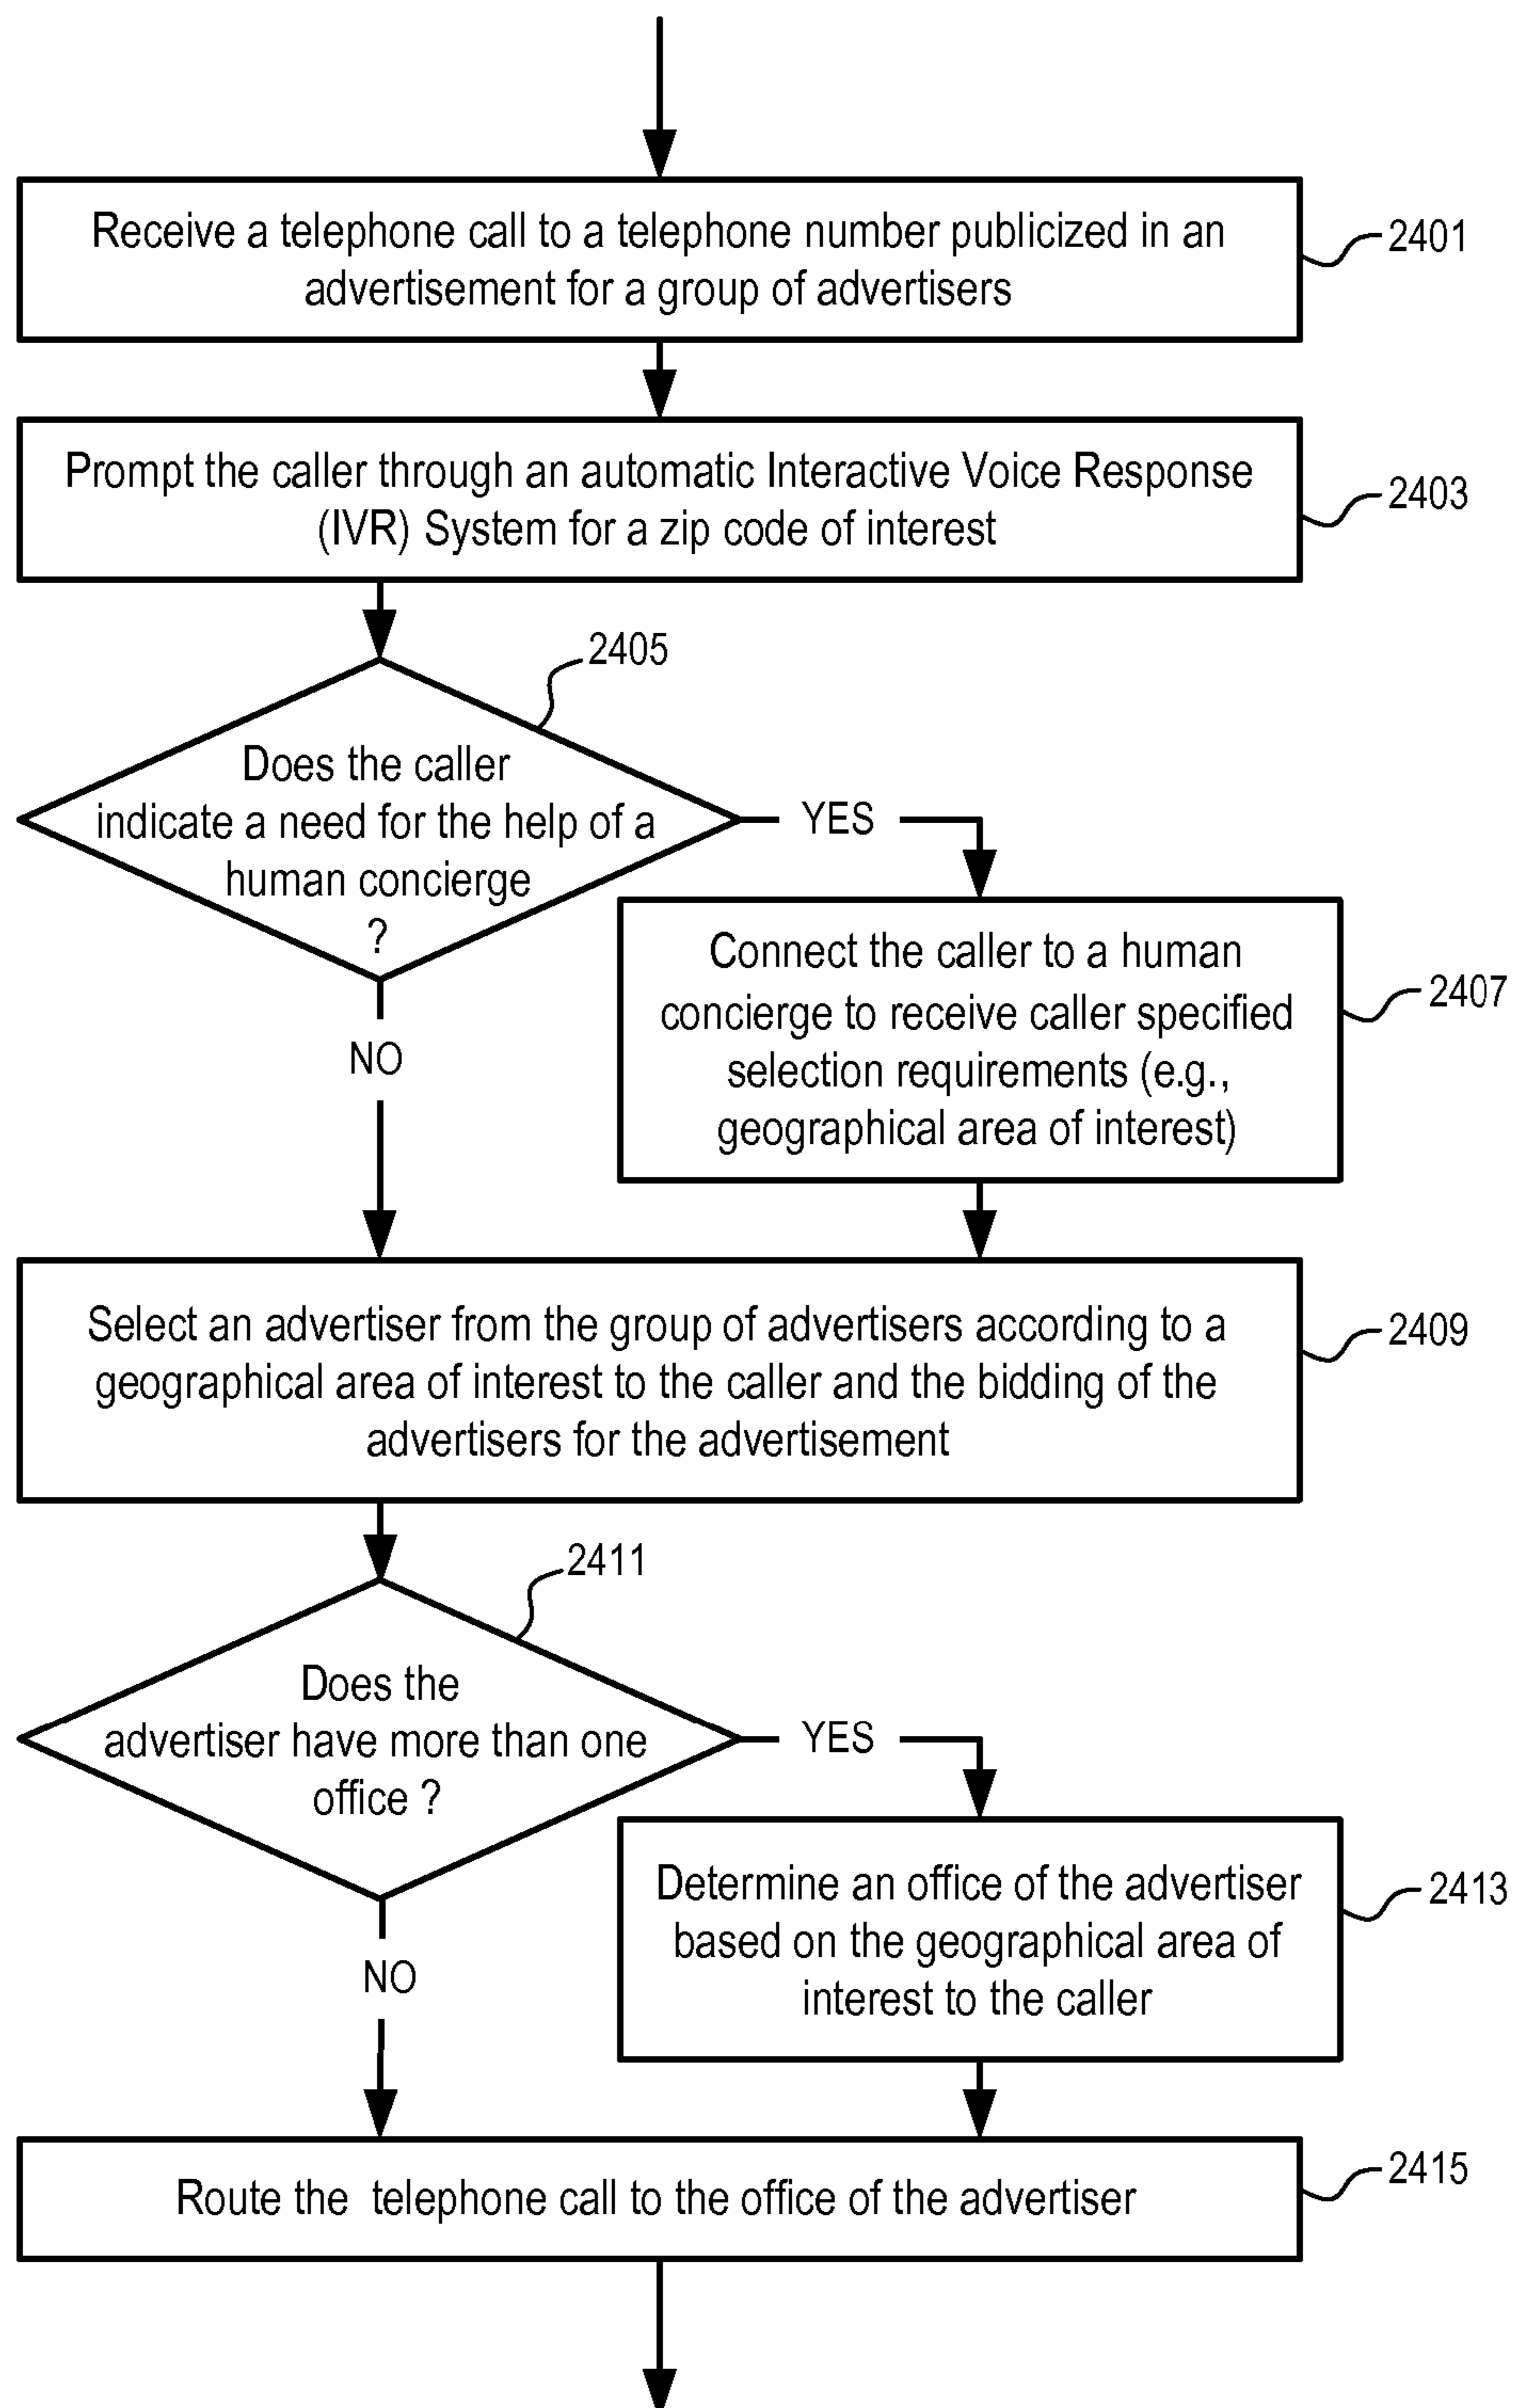 Receive a telephone call to a telephone number publicized in an
advertisement for a group of advertisers
2401
Prompt the caller through an automatic Interactive Voice Response
(IVR) System for a zip code of interest
2403
2405
Does the caller
indicate a need for the help of a
human concierge
?
YES
NO
Connect the caller to a human
concierge to receive caller specified
selection requirements (e.g.,
geographical area of interest)
2407
Select an advertiser from the group of advertisers according to a
geographical area of interest to the caller and the bidding of the
advertisers for the advertisement
2409
2411
Does the
advertiser have more than one
office ?
YES
NO
Determine an office of the advertiser
based on the geographical area of
interest to the caller
2413
Route the telephone call to the office of the advertiser
2415